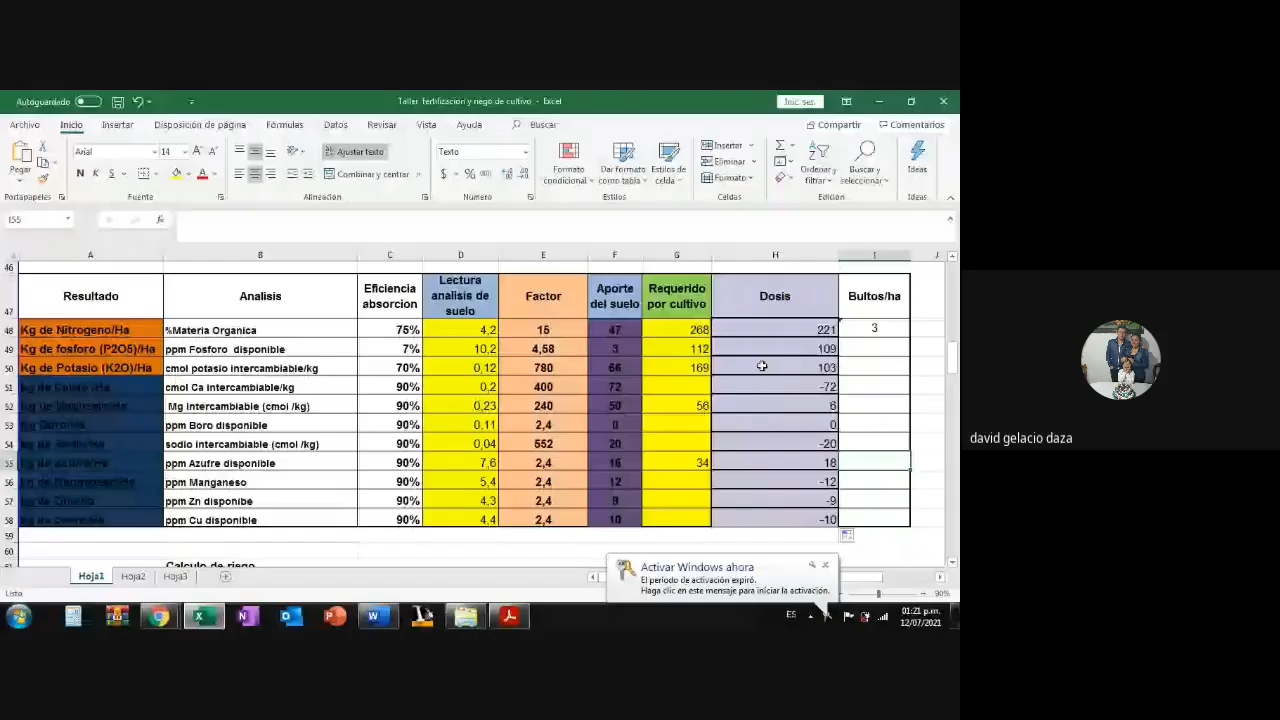 Autoguardado
Taller fertilización y riego de cultivo - Excel
Inic. ses.
Archivo Inicio Insertar Disposición de página Fórmulas Datos Revisar Vista Ayuda Buscar Compartir Comentarios
Pegar
Arial 14
N K S
Ajustar texto
Combinar y centrar
Texto
$ % 000
Formato condicional
Dar formato como tabla
Estilos de celda
Insertar
Eliminar
Formato
Ordenar y filtrar
Buscar y seleccionar
Ideas
Portapapeles Fuente Alineación Número Estilos Celdas Edición Ideas
I55 fx
A B C D E F G H I J
46
47 Resultado Analisis Eficiencia absorcion Lectura analisis de suelo Factor Aporte del suelo Requerido por cultivo Dosis Bultos/ha
48 Kg de Nitrogeno/Ha %Materia Organica 75% 4,2 15 47 268 221 3
49 Kg de fosforo (P2O5)/Ha ppm Fosforo disponible 7% 10,2 4,58 3 112 109
50 Kg de Potasio (K2O)/Ha cmol potasio intercambiable/kg 70% 0,12 780 66 169 103
51 cmol Ca intercambiable/kg 90% 0,2 400 72 -72
52 Mg intercambiable (cmol /kg) 90% 0,23 240 50 56 6
53 ppm Boro disponible 90% 0,11 2,4 0 0
54 sodio intercambiable (cmol /kg) 90% 0,04 552 20 -20
55 ppm Azufre disponible 90% 7,6 2,4 16 34 18
56 ppm Manganeso 90% 5,4 2,4 12 -12
57 ppm Zn disponibe 90% 4,3 2,4 9 -9
58 ppm Cu disponible 90% 4,4 2,4 10 -10
59
60
Calculo de riego
Hoja1 Hoja2 Hoja3
Activar Windows ahora
El período de activación expiró.
Haga clic en este mensaje para iniciar la activación.
Listo
90%
ES
01:21 p.m.
12/07/2021
david gelacio daza